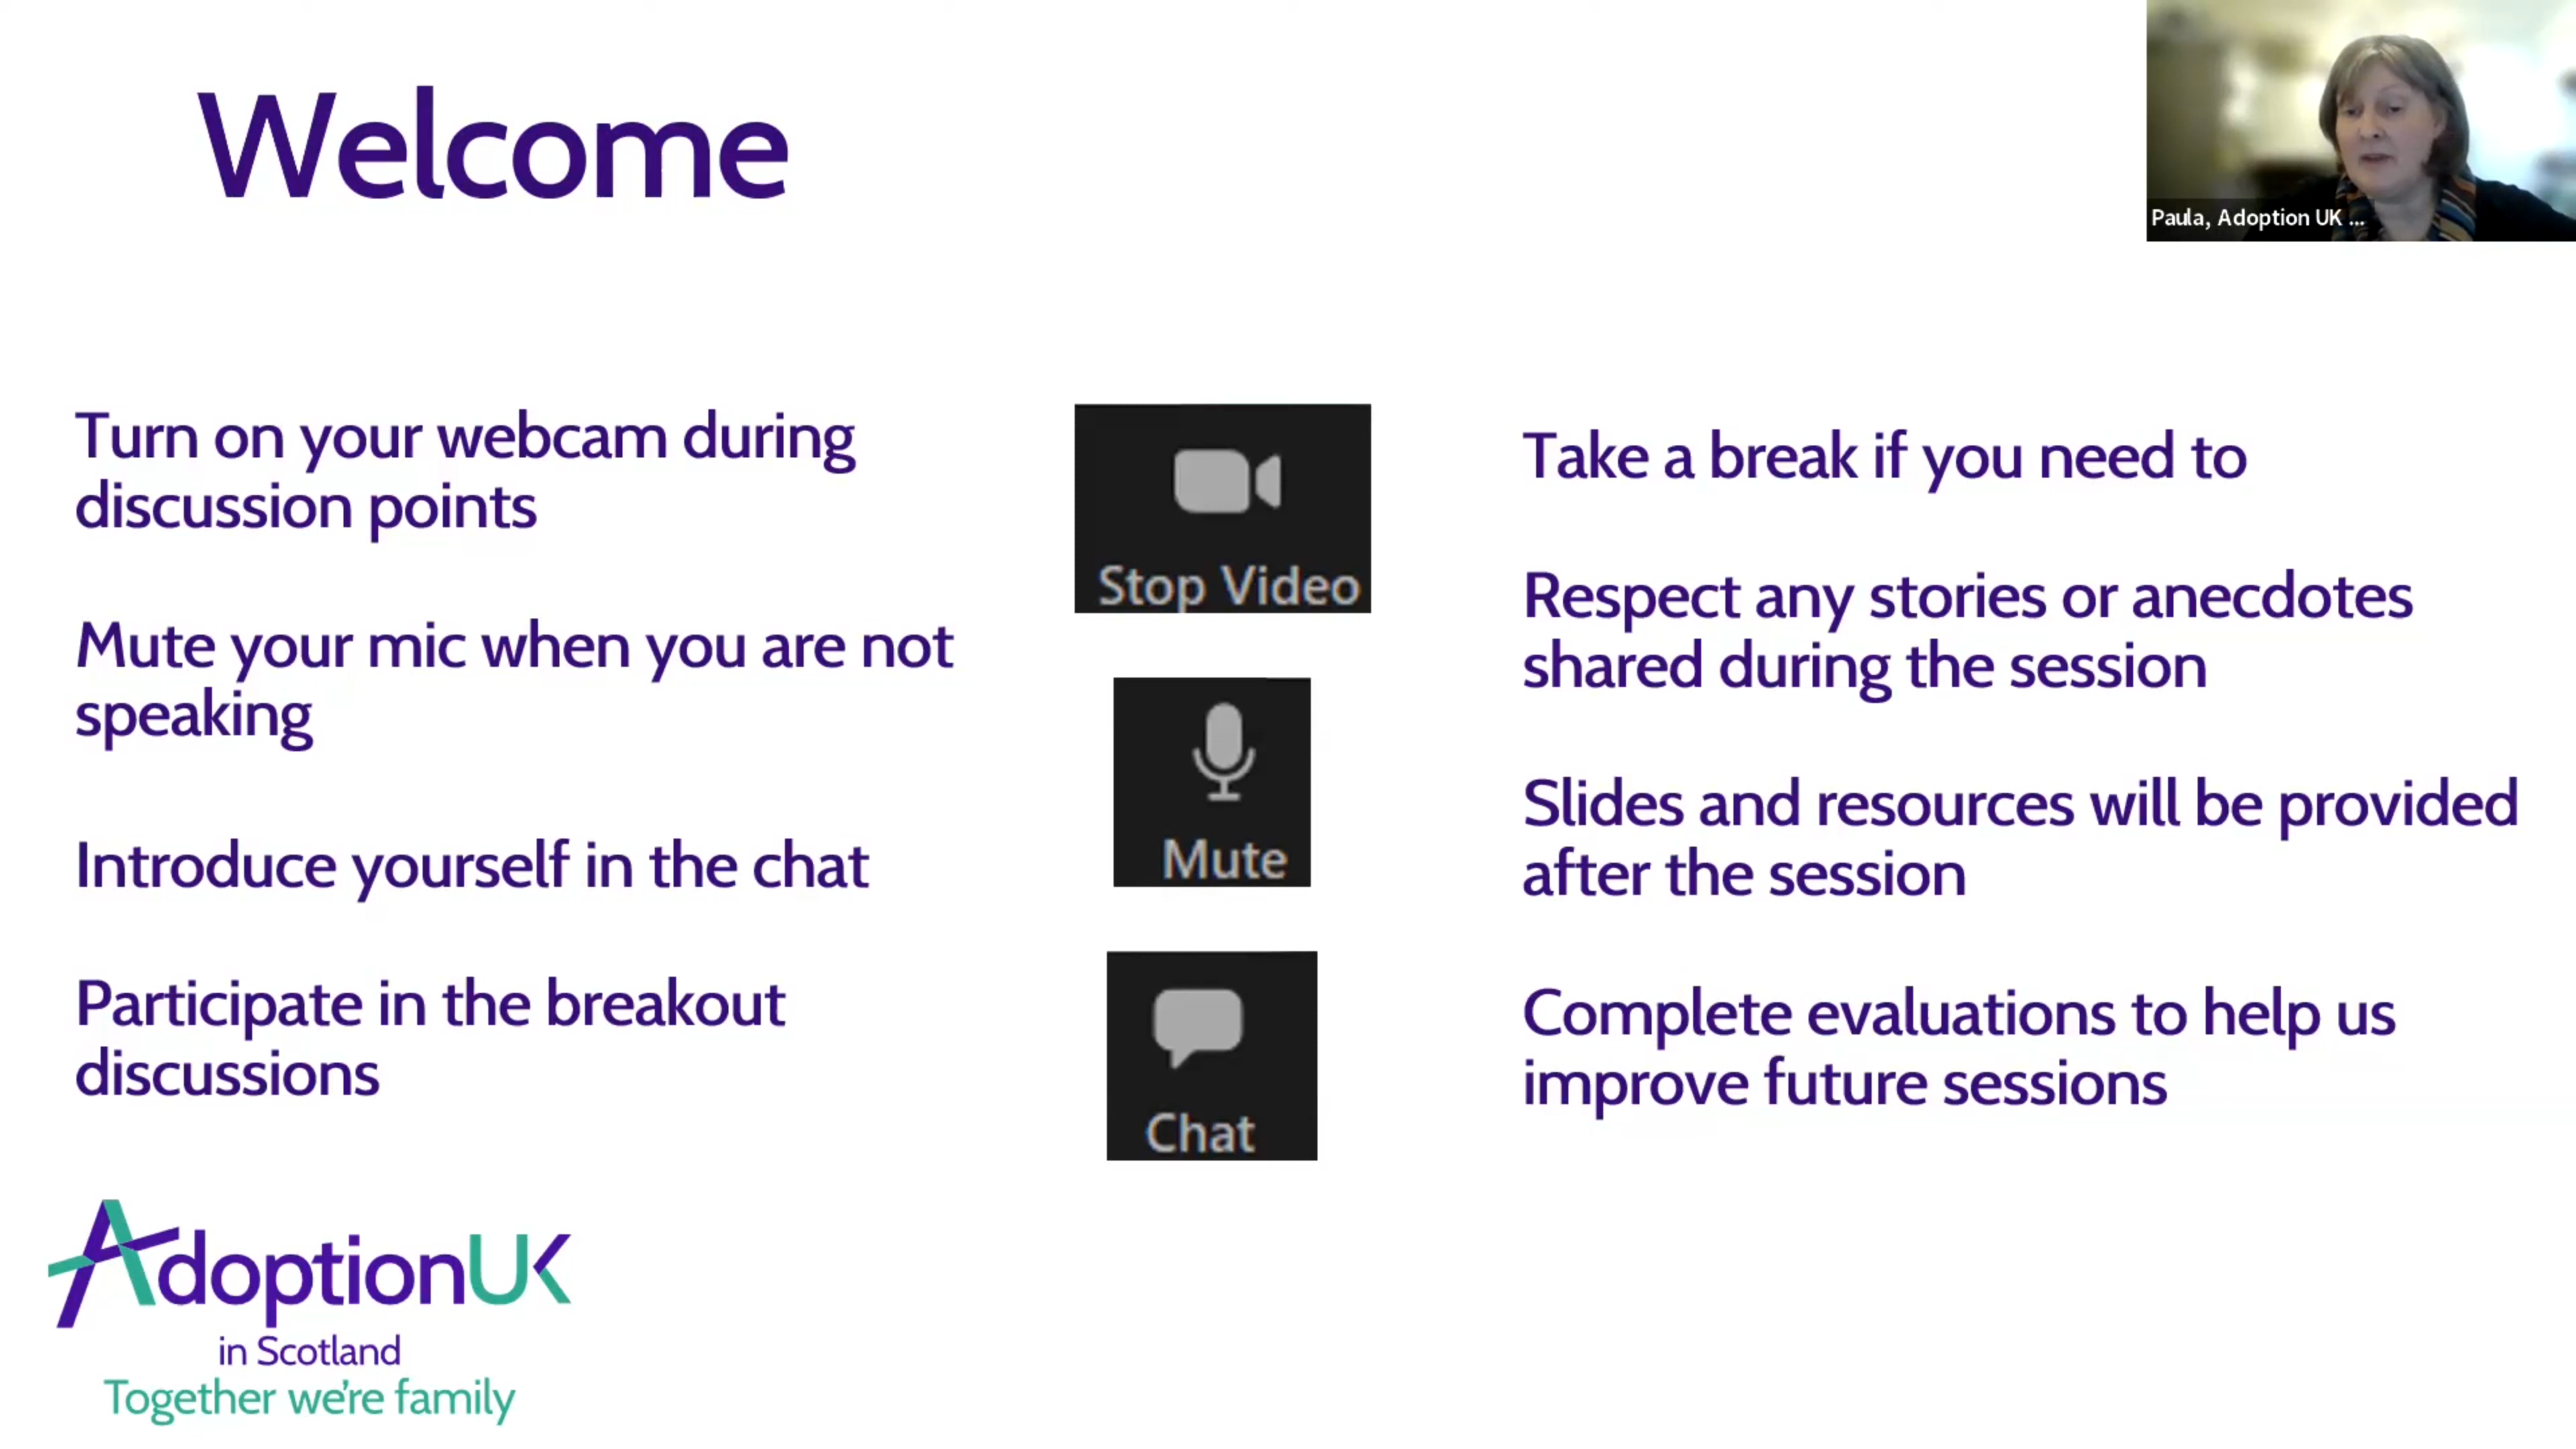 Welcome
Paula, Adoption UK ...
Turn on your webcam during
discussion points
Mute your mic when you are not
speaking
Introduce yourself in the chat
Participate in the breakout
discussions
Stop Video
Mute
Chat
Take a break if you need to
Respect any stories or anecdotes
shared during the session
Slides and resources will be provided
after the session
Complete evaluations to help us
improve future sessions
AdoptionUK
in Scotland
Together we're family